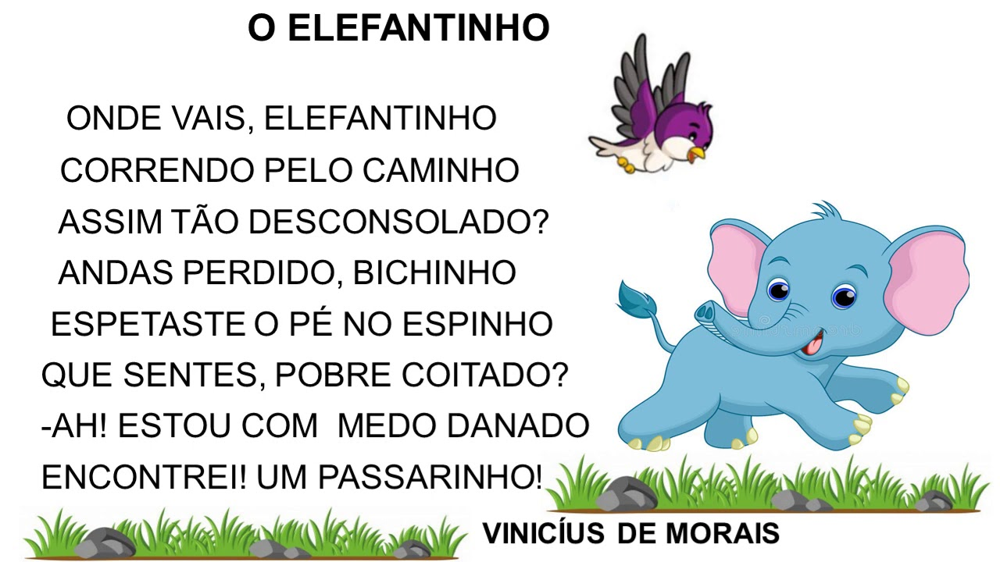 O ELEFANTINHO
ONDE VAIS, ELEFANTINHO
CORRENDO PELO CAMINHO
ASSIM TÃO DESCONSOLADO?
ANDAS PERDIDO, BICHINHO
ESPETASTE O PÉ NO ESPINHO
QUE SENTES, POBRE COITADO?
-AH! ESTOU COM MEDO DANADO
ENCONTREI! UM PASSARINHO!
VINICÍUS DE MORAIS